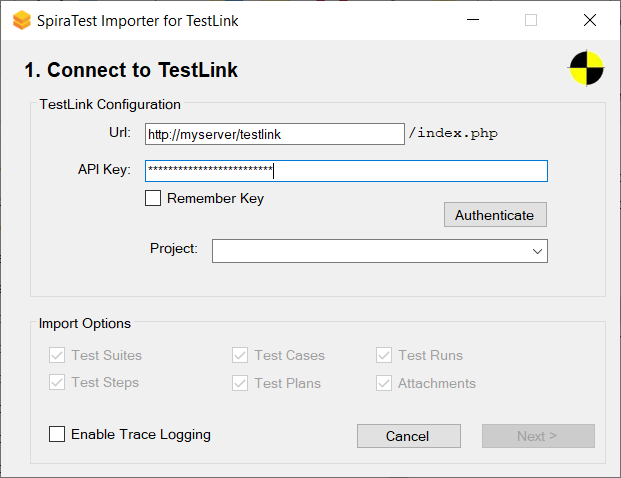 SpiraTest Importer for TestLink
1. Connect to TestLink
TestLink Configuration
Url: http://myserver/testlink /index.php
API Key: *************************
Remember Key
Authenticate
Project:
Import Options
Test Suites Test Cases Test Runs
Test Steps Test Plans Attachments
Enable Trace Logging Cancel Next >